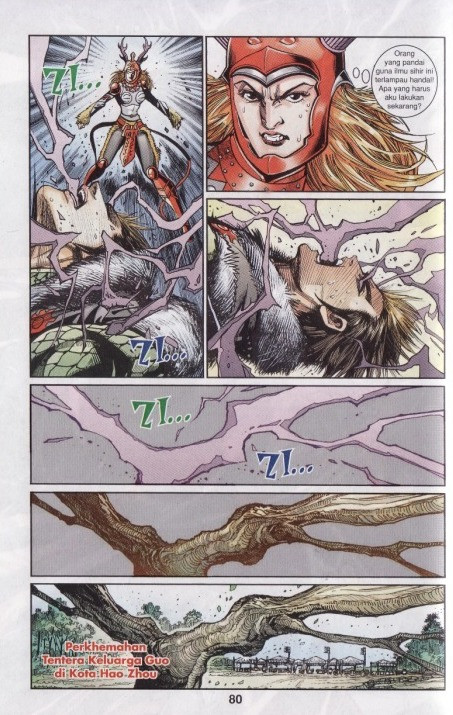 ZI...
Orang
yang pandai
guna ilmu sihir ini
terlampau handal!
Apa yang harus
aku lakukan
sekarang?
ZI...
ZI...
ZI...
Perkhemahan
Tentera Keluarga Guo
di Kota Hao Zhou
80